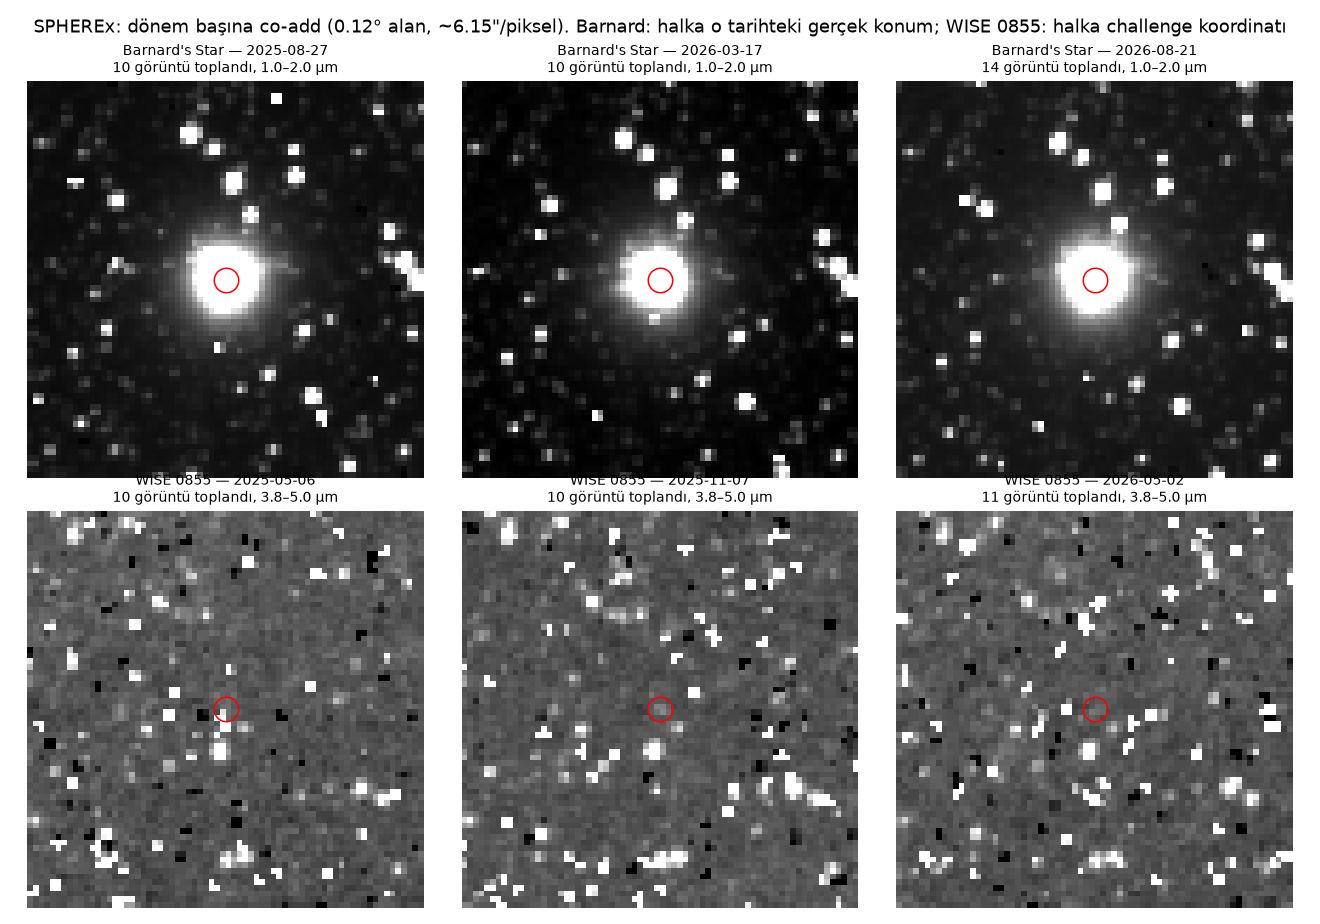 SPHEREx: dönem başına co-add (0.12° alan, ~6.15"/piksel). Barnard: halka o tarihteki gerçek konum; WISE 0855: halka challenge koordinatı
Barnard's Star — 2025-08-27
10 görüntü toplandı, 1.0–2.0 μm
Barnard's Star — 2026-03-17
10 görüntü toplandı, 1.0–2.0 μm
Barnard's Star — 2026-08-21
14 görüntü toplandı, 1.0–2.0 μm
WISE 0855 — 2025-05-06
10 görüntü toplandı, 3.8–5.0 μm
WISE 0855 — 2025-11-07
10 görüntü toplandı, 3.8–5.0 μm
WISE 0855 — 2026-05-02
11 görüntü toplandı, 3.8–5.0 μm